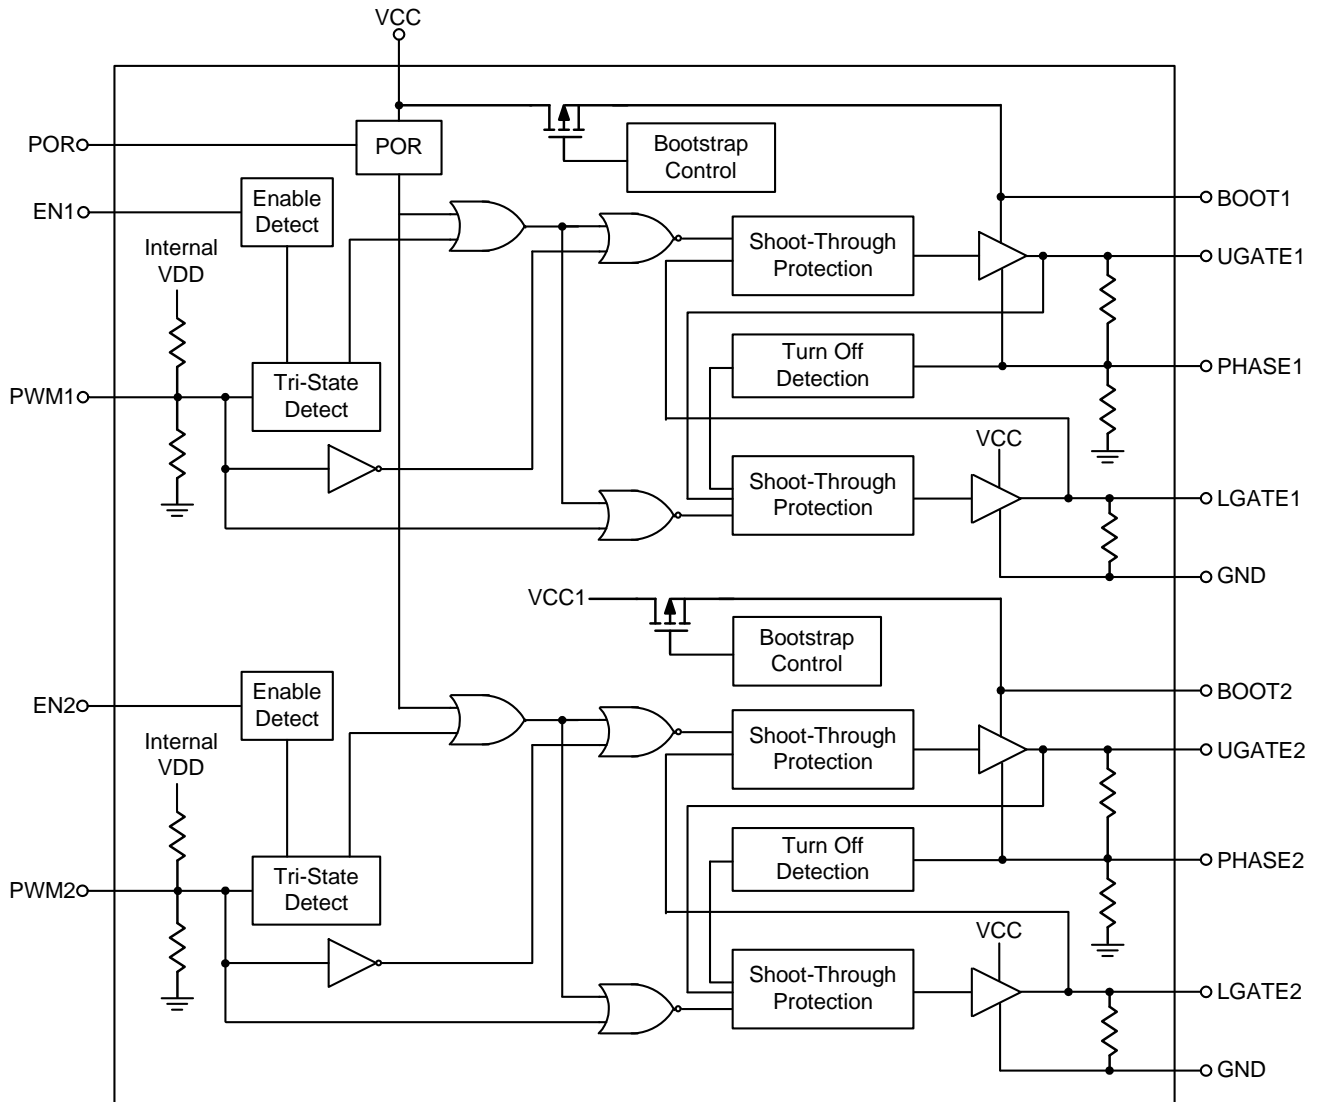 VCC
POR
POR
Bootstrap
Control
EN1
Enable
Detect
BOOT1
Internal
VDD
Shoot-Through
Protection
UGATE1
Turn Off
Detection
PHASE1
PWM1
Tri-State
Detect
VCC
Shoot-Through
Protection
LGATE1
GND
VCC1
Bootstrap
Control
EN2
Enable
Detect
BOOT2
Internal
VDD
Shoot-Through
Protection
UGATE2
Turn Off
Detection
PHASE2
PWM2
Tri-State
Detect
VCC
Shoot-Through
Protection
LGATE2
GND